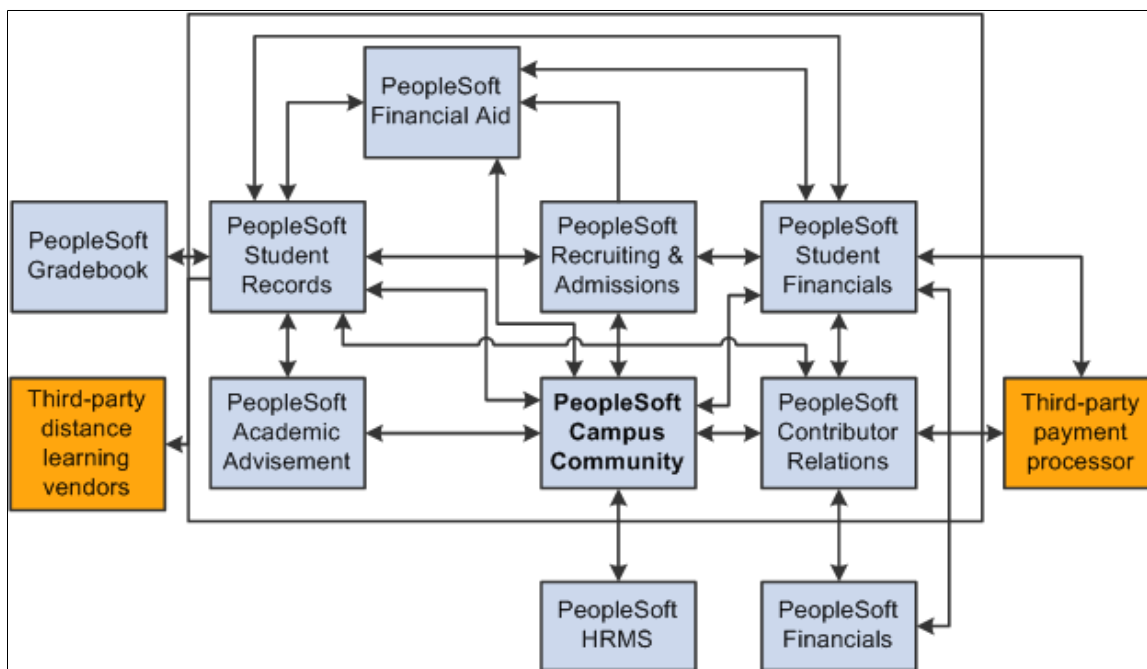 PeopleSoft
Financial Aid
PeopleSoft
Gradebook
PeopleSoft
Student
Records
PeopleSoft
Recruiting &
Admissions
PeopleSoft
Student
Financials
Third-party
distance
learning
vendors
PeopleSoft
Academic
Advisement
PeopleSoft
Campus
Community
PeopleSoft
Contributor
Relations
Third-party
payment
processor
PeopleSoft
HRMS
PeopleSoft
Financials